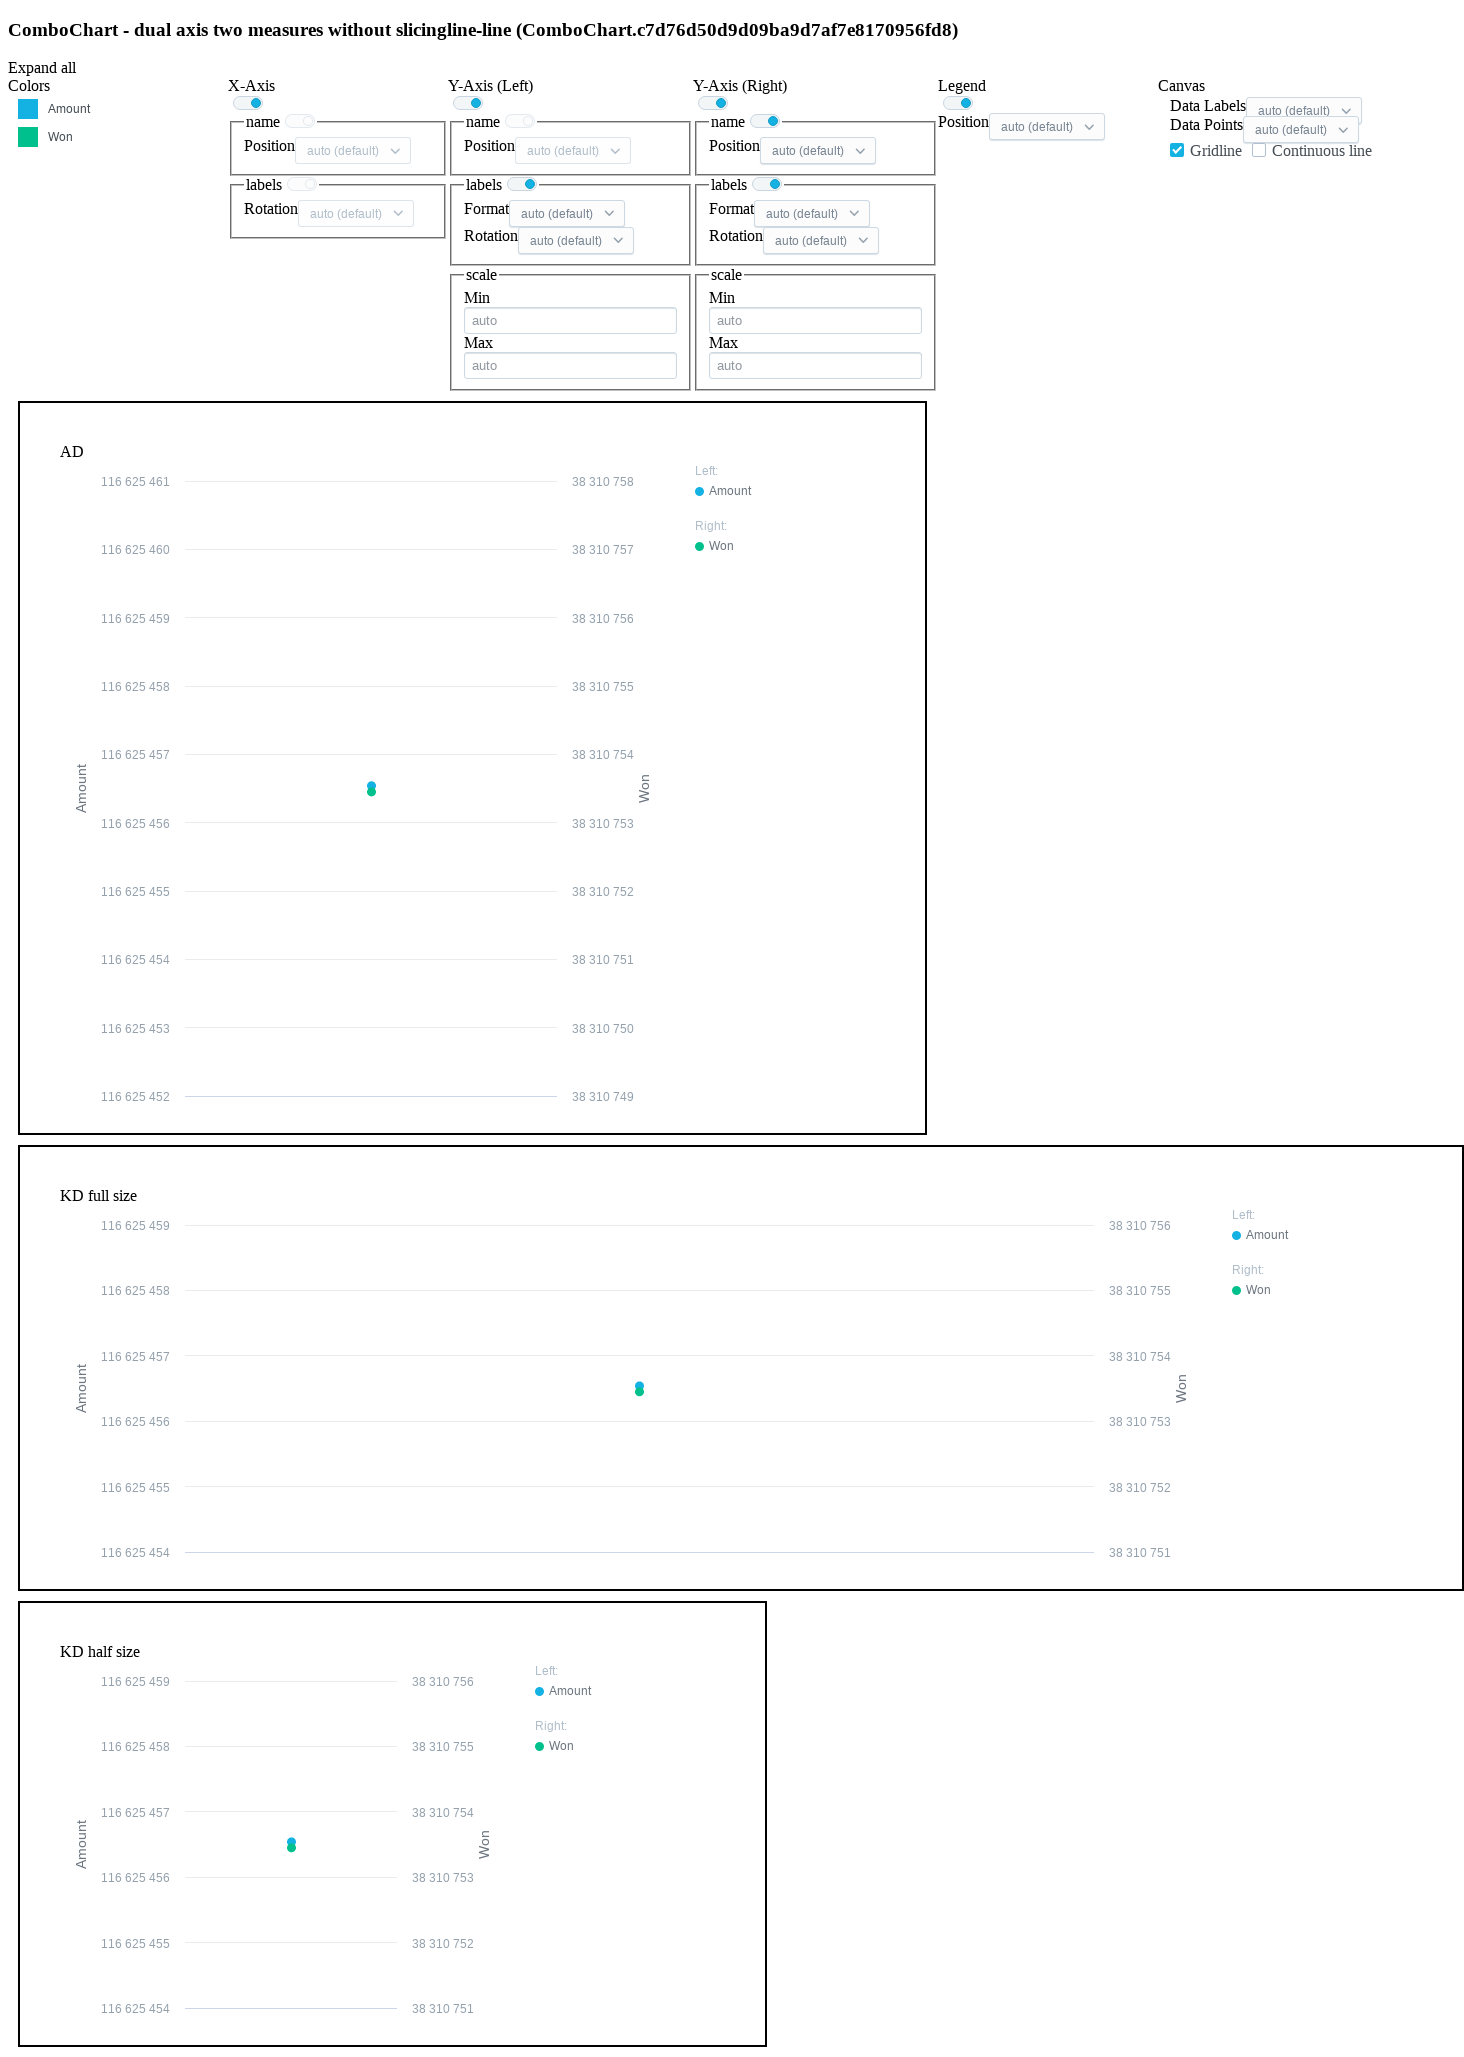 ComboChart - dual axis two measures without slicingline-line (ComboChart.c7d76d50d9d09ba9d7af7e8170956fd8)
Expand all
Colors
Amount
Won
X-Axis
name
Position auto (default)
labels
Rotation auto (default)
Y-Axis (Left)
name
Position auto (default)
labels
Format auto (default)
Rotation auto (default)
scale
Min
auto
Max
auto
Y-Axis (Right)
name
Position auto (default)
labels
Format auto (default)
Rotation auto (default)
scale
Min
auto
Max
auto
Legend
Position auto (default)
Canvas
Data Labels auto (default)
Data Points auto (default)
Gridline Continuous line
AD
Amount
116 625 461
116 625 460
116 625 459
116 625 458
116 625 457
116 625 456
116 625 455
116 625 454
116 625 453
116 625 452
38 310 758
38 310 757
38 310 756
38 310 755
38 310 754
38 310 753
38 310 752
38 310 751
38 310 750
38 310 749
Won
Left:
Amount
Right:
Won
KD full size
Amount
116 625 459
116 625 458
116 625 457
116 625 456
116 625 455
116 625 454
38 310 756
38 310 755
38 310 754
38 310 753
38 310 752
38 310 751
Won
Left:
Amount
Right:
Won
KD half size
Amount
116 625 459
116 625 458
116 625 457
116 625 456
116 625 455
116 625 454
38 310 756
38 310 755
38 310 754
38 310 753
38 310 752
38 310 751
Won
Left:
Amount
Right:
Won